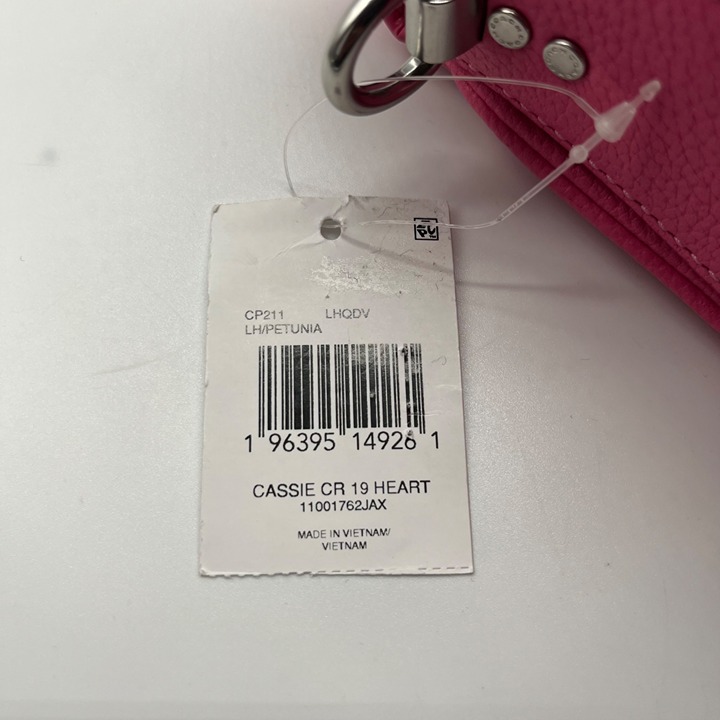 CP211 LHQDV
LH/PETUNIA
1 96395 14926 1
CASSIE CR 19 HEART
11001762JAX
MADE IN VIETNAM/
VIETNAM